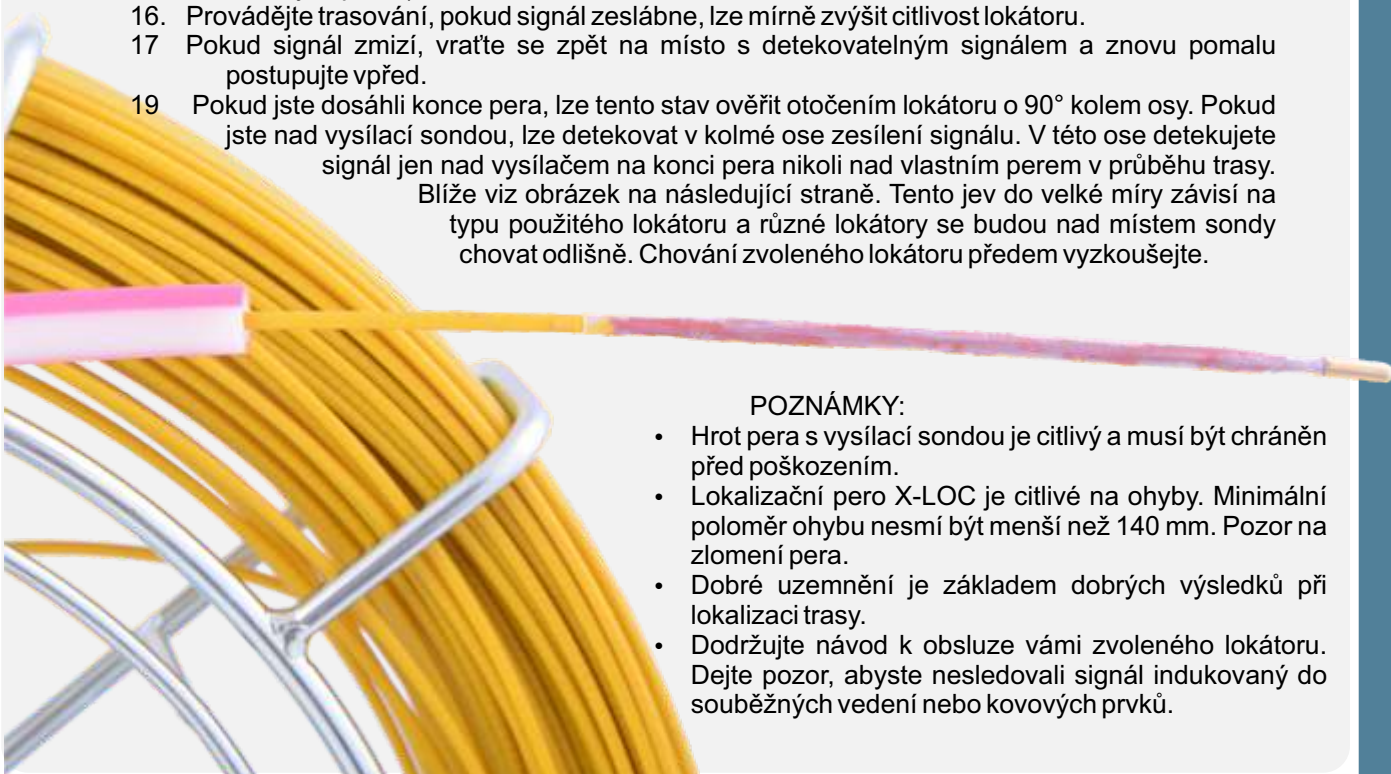 16. Provádějte trasování, pokud signál zeslábne, lze mírně zvýšit citlivost lokátoru.
17 Pokud signál zmizí, vraťte se zpět na místo s detekovatelným signálem a znovu pomalu
postupujte vpřed.
19 Pokud jste dosáhli konce pera, lze tento stav ověřit otočením lokátoru o 90° kolem osy. Pokud
jste nad vysílací sondou, lze detekovat v kolmé ose zesílení signálu. V této ose detekujete
signál jen nad vysílačem na konci pera nikoli nad vlastním perem v průběhu trasy.
Blíže viz obrázek na následující straně. Tento jev do velké míry závisí na
typu použitého lokátoru a různé lokátory se budou nad místem sondy
chovat odlišně. Chování zvoleného lokátoru předem vyzkoušejte.
POZNÁMKY:
• Hrot pera s vysílací sondou je citlivý a musí být chráněn
před poškozením.
• Lokalizační pero X-LOC je citlivé na ohyby. Minimální
poloměr ohybu nesmí být menší než 140 mm. Pozor na
zlomení pera.
• Dobré uzemnění je základem dobrých výsledků při
lokalizaci trasy.
• Dodržujte návod k obsluze vámi zvoleného lokátoru.
Dejte pozor, abyste nesledovali signál indukovaný do
souběžných vedení nebo kovových prvků.